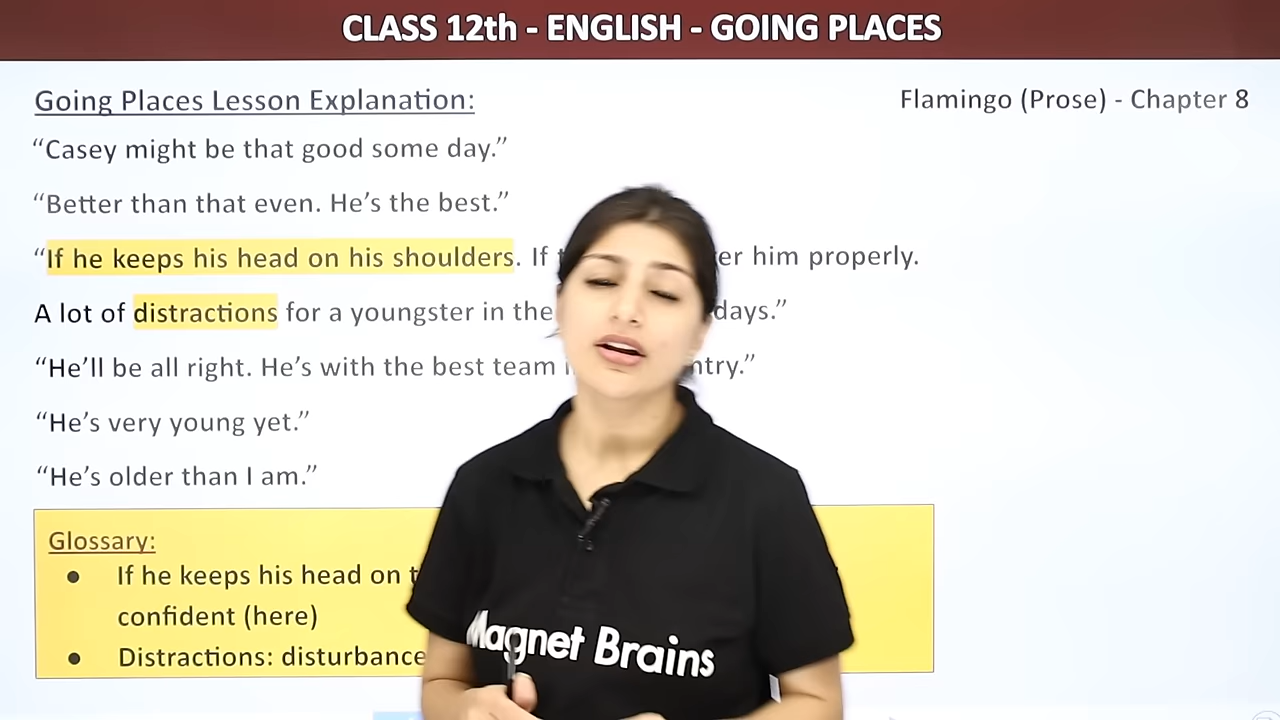 CLASS 12th - ENGLISH - GOING PLACES
Going Places Lesson Explanation:
Flamingo (Prose) - Chapter 8
“Casey might be that good some day.”
“Better than that even. He’s the best.”
“If he keeps his head on his shoulders. If him properly.
A lot of distractions for a youngster in the days.”
“He’ll be all right. He’s with the best team
“He’s very young yet.”
“He’s older than I am.”
Glossary:
● If he keeps his head on
confident (here)
● Distractions: disturbance
Magnet Brains